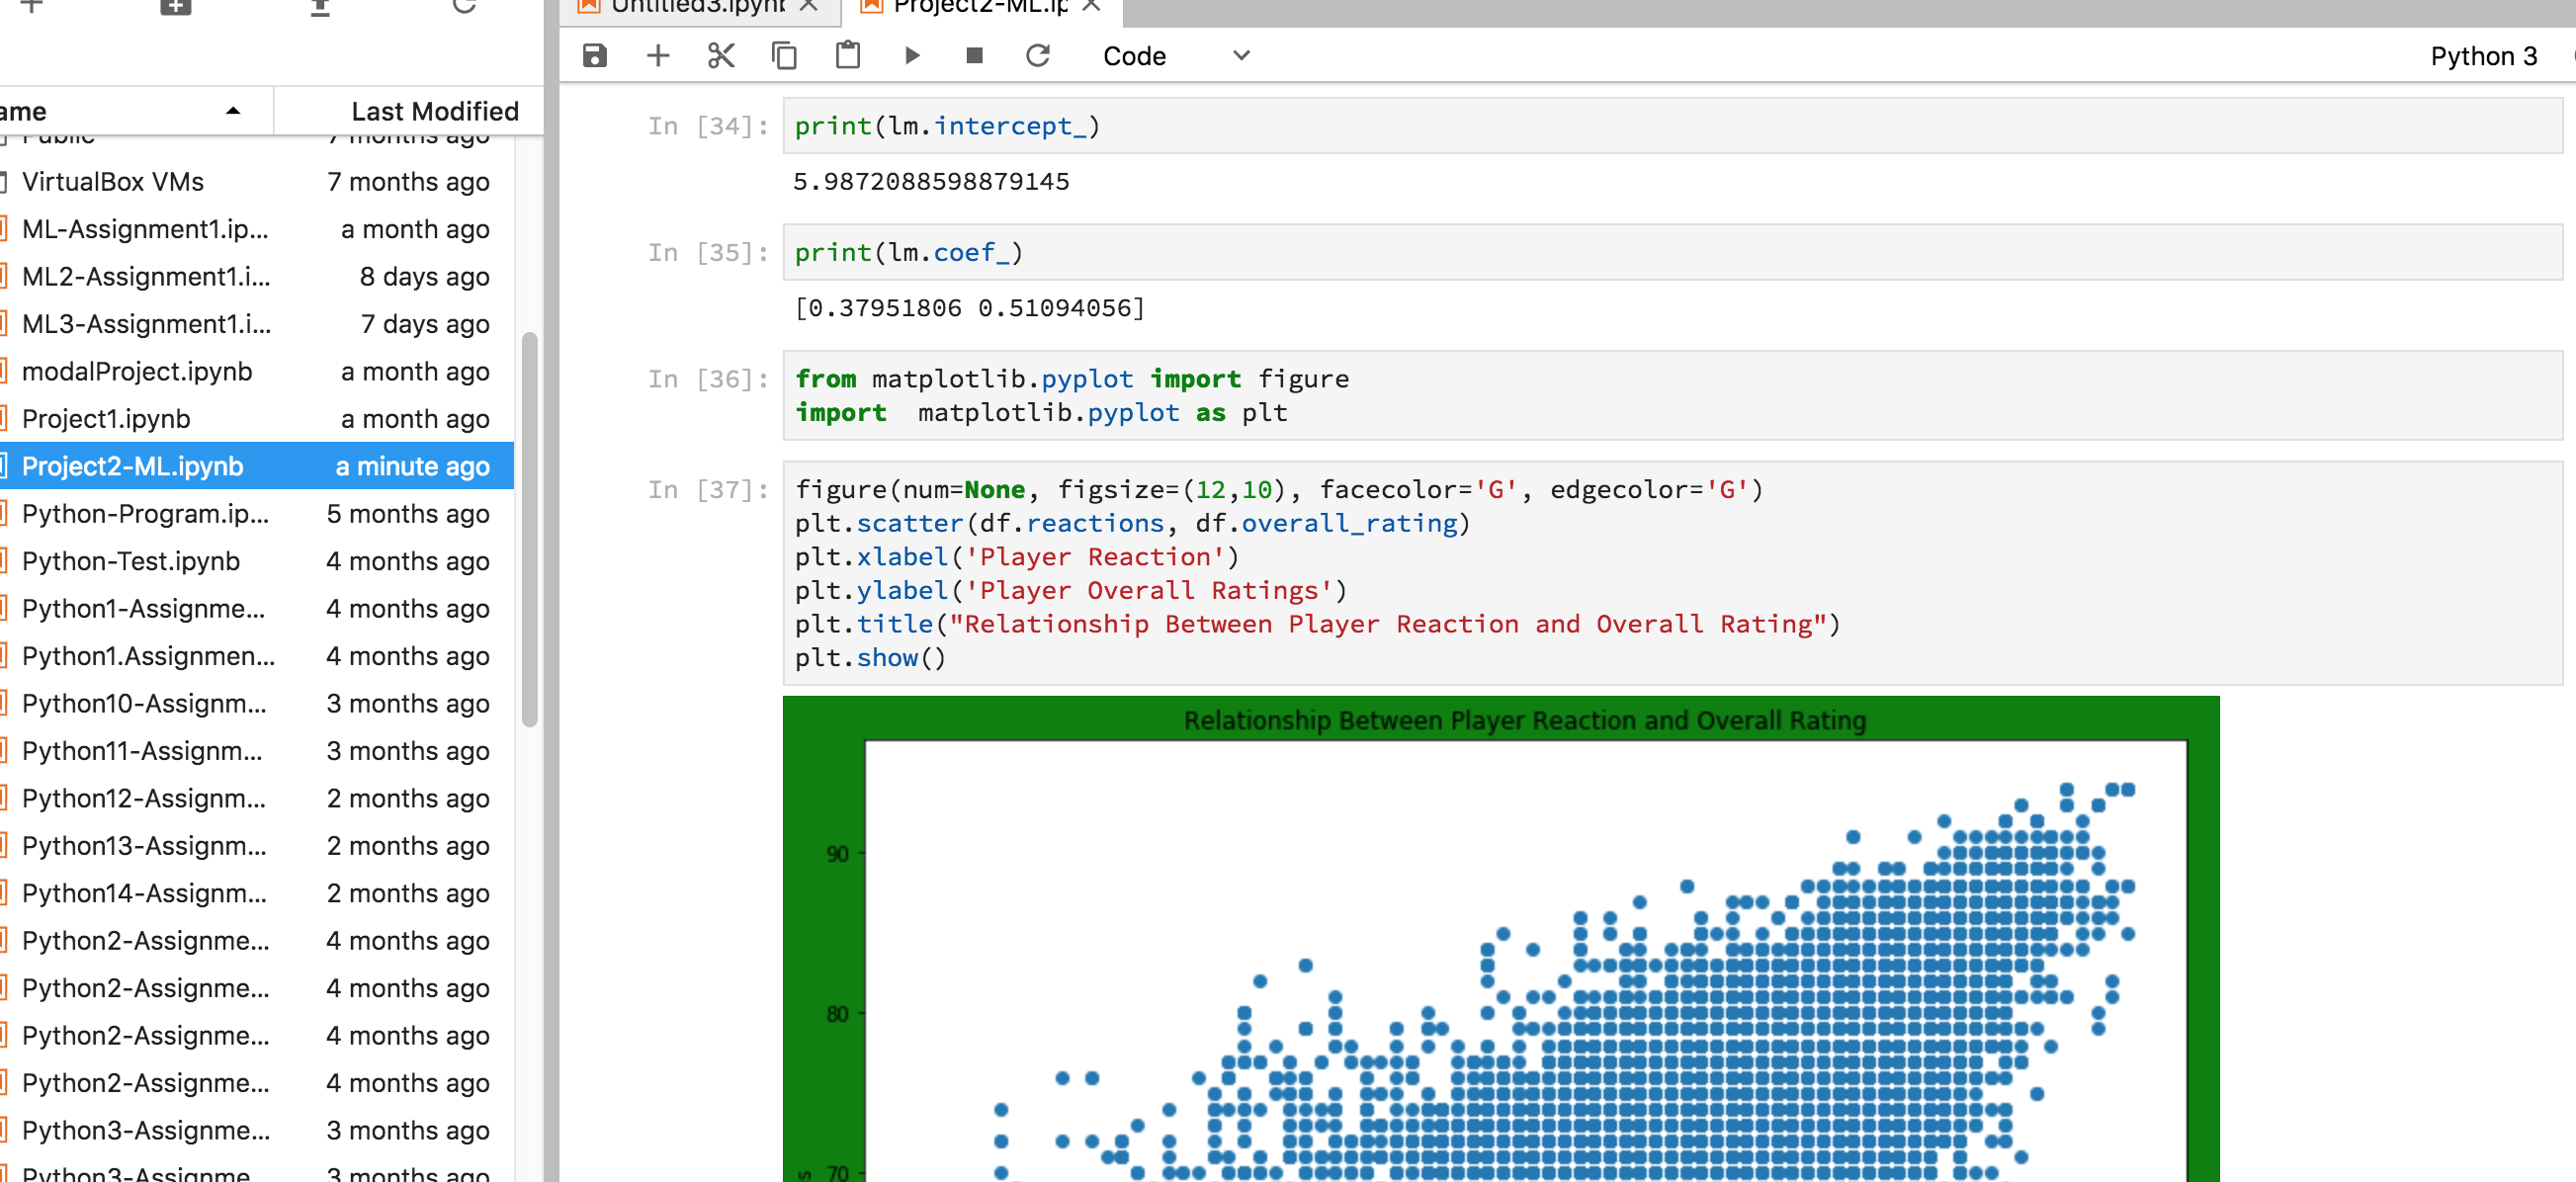 Untitled3.ipynb
Project2-ML.ip
Code
Python 3
ame
Last Modified
Public 7 months ago
VirtualBox VMs 7 months ago
ML-Assignment1.ip... a month ago
ML2-Assignment1.i... 8 days ago
ML3-Assignment1.i... 7 days ago
modalProject.ipynb a month ago
Project1.ipynb a month ago
Project2-ML.ipynb a minute ago
Python-Program.ip... 5 months ago
Python-Test.ipynb 4 months ago
Python1-Assignme... 4 months ago
Python1.Assignmen... 4 months ago
Python10-Assignm... 3 months ago
Python11-Assignm... 3 months ago
Python12-Assignm... 2 months ago
Python13-Assignm... 2 months ago
Python14-Assignm... 2 months ago
Python2-Assignme... 4 months ago
Python2-Assignme... 4 months ago
Python2-Assignme... 4 months ago
Python2-Assignme... 4 months ago
Python3-Assignme... 3 months ago
Python3-Assignme 3 months ago
In [34]: print(lm.intercept_)
5.9872088598879145
In [35]: print(lm.coef_)
[0.37951806 0.51094056]
In [36]: from matplotlib.pyplot import figure
import  matplotlib.pyplot as plt
In [37]: figure(num=None, figsize=(12,10), facecolor='G', edgecolor='G')
plt.scatter(df.reactions, df.overall_rating)
plt.xlabel('Player Reaction')
plt.ylabel('Player Overall Ratings')
plt.title("Relationship Between Player Reaction and Overall Rating")
plt.show()
Relationship Between Player Reaction and Overall Rating
90
80
70
s